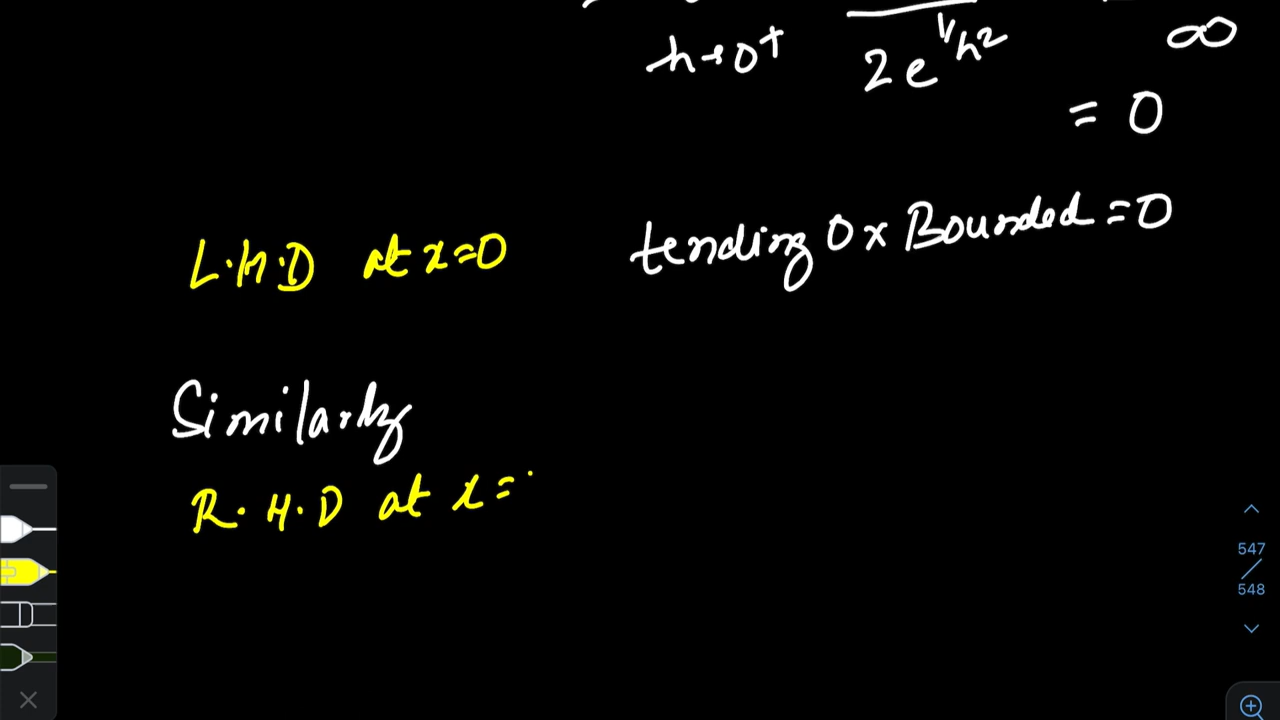 h→0+ 2e^1/h2 ∞
= 0
L.H.D at x=0 tending 0 x Bounded = 0
Similarly
R.H.D at x=
547
548